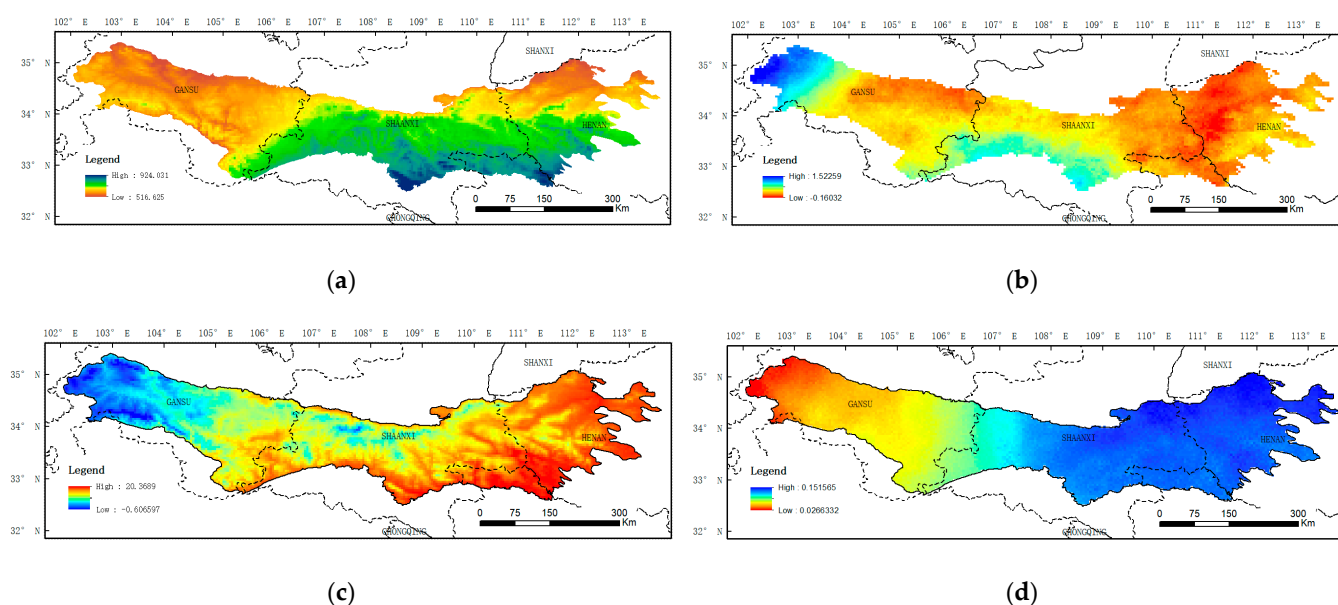 102° E 103° E 104° E 105° E 106° E 107° E 108° E 109° E 110° E 111° E 112° E 113° E
35° N
34° N
33° N
32° N
SHANXI
GANSU
SHAANXI
HENAN
CHONGQING
Legend
High : 924.031
Low : 516.625
0 75 150 300
Km
(a)
102° E 103° E 104° E 105° E 106° E 107° E 108° E 109° E 110° E 111° E 112° E 113° E
35° N
34° N
33° N
32° N
SHANXI
GANSU
SHAANXI
HENAN
CHONGQING
Legend
High : 1.52259
Low : -0.16032
0 75 150 300
Km
(b)
102° E 103° E 104° E 105° E 106° E 107° E 108° E 109° E 110° E 111° E 112° E 113° E
35° N
34° N
33° N
32° N
SHANXI
GANSU
SHAANXI
HENAN
CHONGQING
Legend
High : 20.3689
Low : -0.606597
0 75 150 300
Km
(c)
102° E 103° E 104° E 105° E 106° E 107° E 108° E 109° E 110° E 111° E 112° E 113° E
35° N
34° N
33° N
32° N
SHANXI
GANSU
SHAANXI
HENAN
CHONGQING
Legend
High : 0.151565
Low : 0.0266332
0 75 150 300
Km
(d)